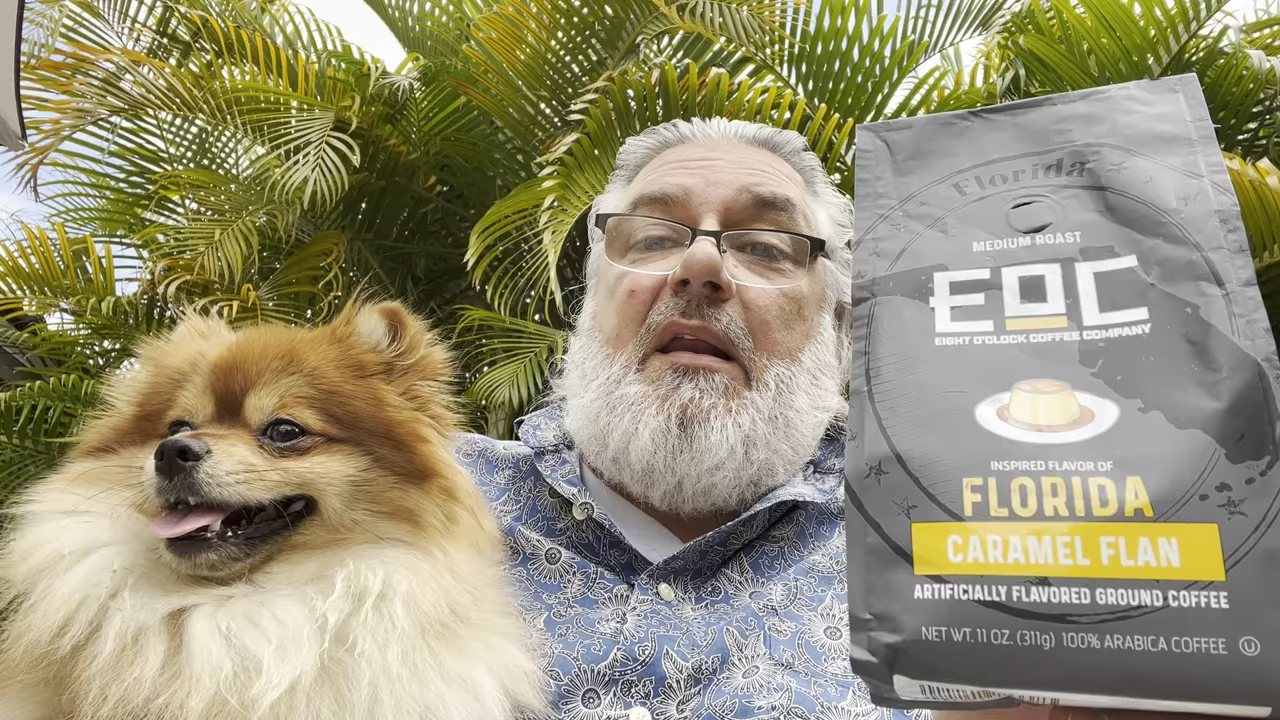 Florida
MEDIUM ROAST
EOC
EIGHT O'CLOCK COFFEE COMPANY
INSPIRED FLAVOR OF
FLORIDA
CARAMEL FLAN
ARTIFICIALLY FLAVORED GROUND COFFEE
NET WT. 11 OZ. (311g) 100% ARABICA COFFEE U